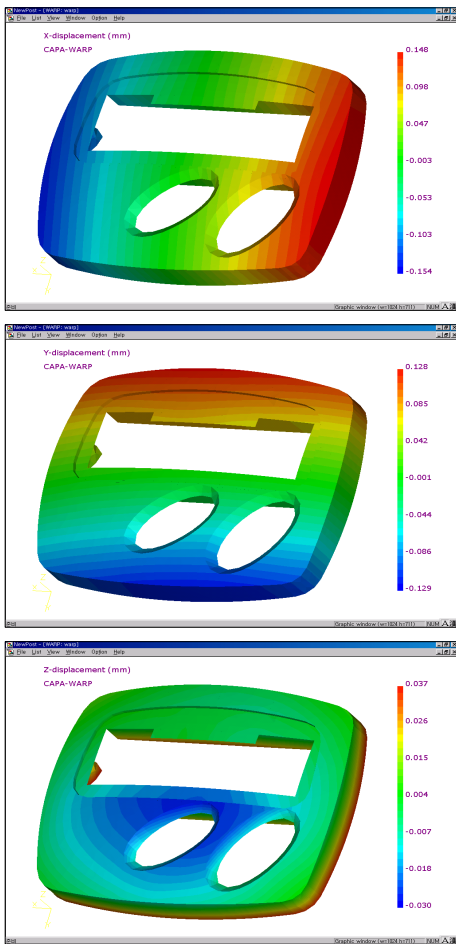 NewPost - [WARP: warp]
File List View Window Option Help
X-displacement (mm)
CAPA-WARP
0.148
0.098
0.047
-0.003
-0.053
-0.103
-0.154
Graphic window (w=1024 h=711) NUM A
NewPost - [WARP: warp]
File List View Window Option Help
Y-displacement (mm)
CAPA-WARP
0.128
0.085
0.042
-0.001
-0.044
-0.086
-0.129
Graphic window (w=1024 h=711) NUM A
NewPost - [WARP: warp]
File List View Window Option Help
Z-displacement (mm)
CAPA-WARP
0.037
0.026
0.015
0.004
-0.007
-0.018
-0.030
Graphic window (w=1024 h=711) NUM A